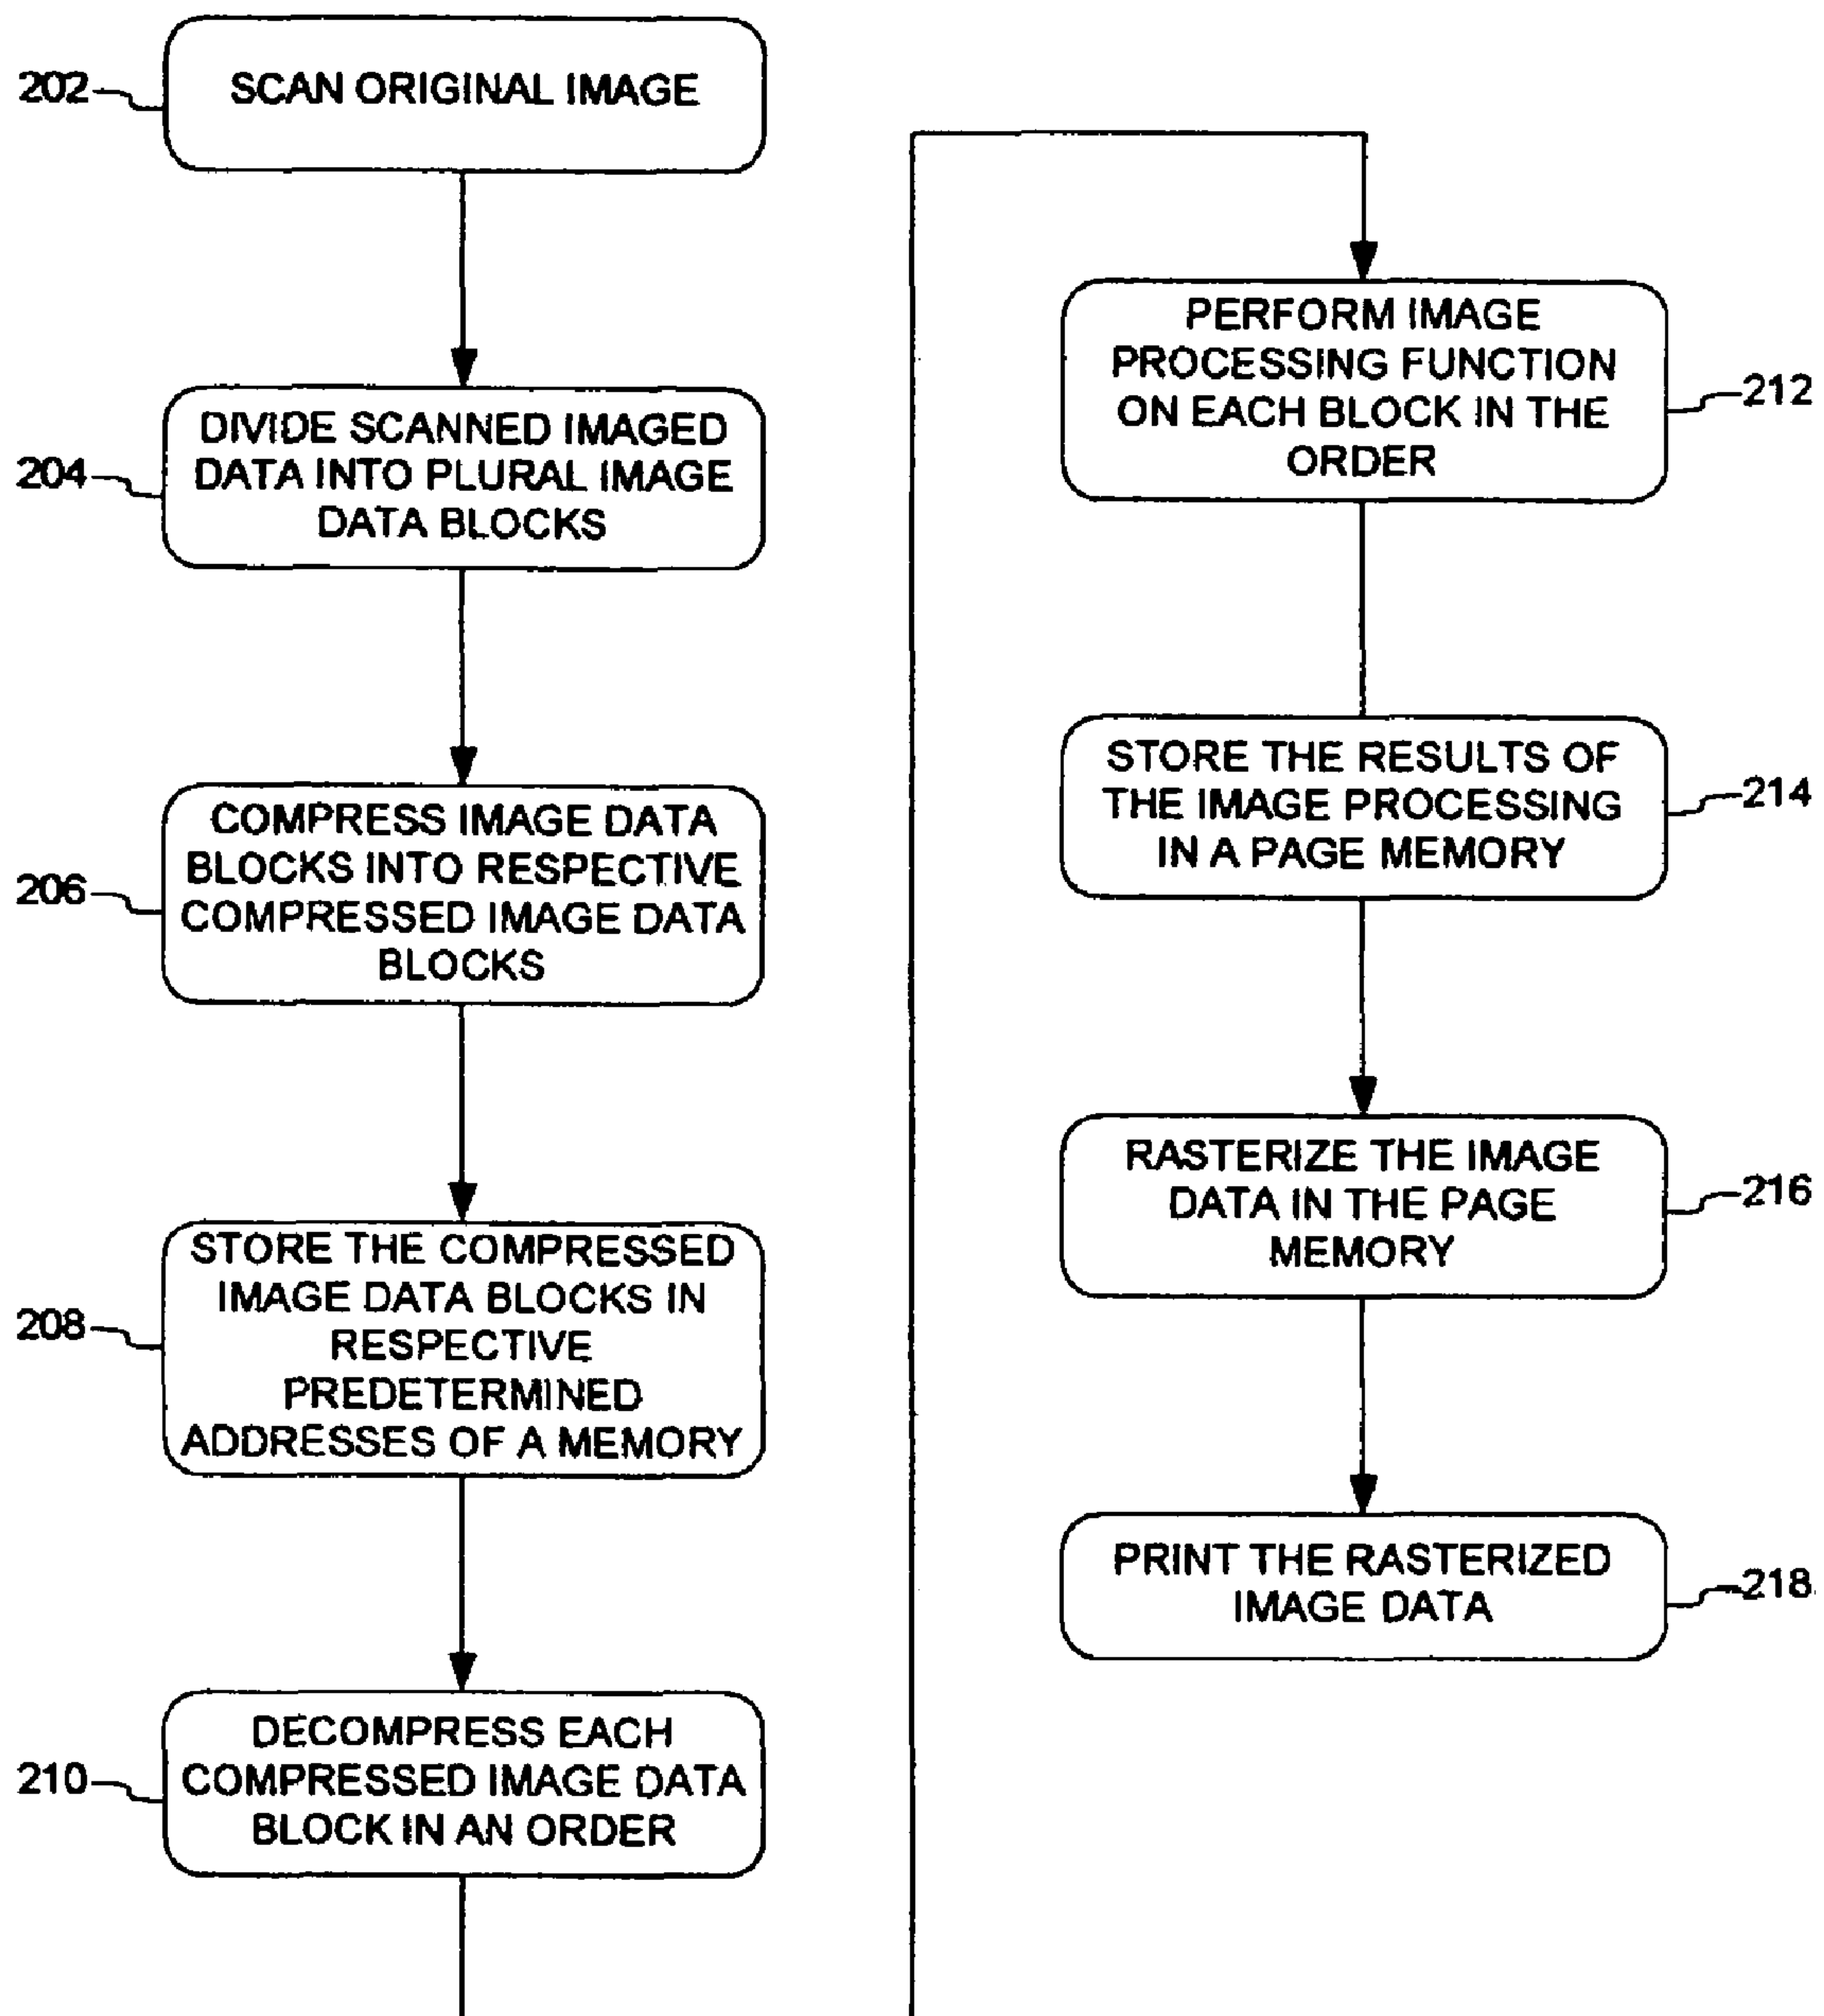 202
SCAN ORIGINAL IMAGE
204
DIVIDE SCANNED IMAGED
DATA INTO PLURAL IMAGE
DATA BLOCKS
206
COMPRESS IMAGE DATA
BLOCKS INTO RESPECTIVE
COMPRESSED IMAGE DATA
BLOCKS
208
STORE THE COMPRESSED
IMAGE DATA BLOCKS IN
RESPECTIVE
PREDETERMINED
ADDRESSES OF A MEMORY
210
DECOMPRESS EACH
COMPRESSED IMAGE DATA
BLOCK IN AN ORDER
PERFORM IMAGE
PROCESSING FUNCTION
ON EACH BLOCK IN THE
ORDER
212
STORE THE RESULTS OF
THE IMAGE PROCESSING
IN A PAGE MEMORY
214
RASTERIZE THE IMAGE
DATA IN THE PAGE
MEMORY
216
PRINT THE RASTERIZED
IMAGE DATA
218